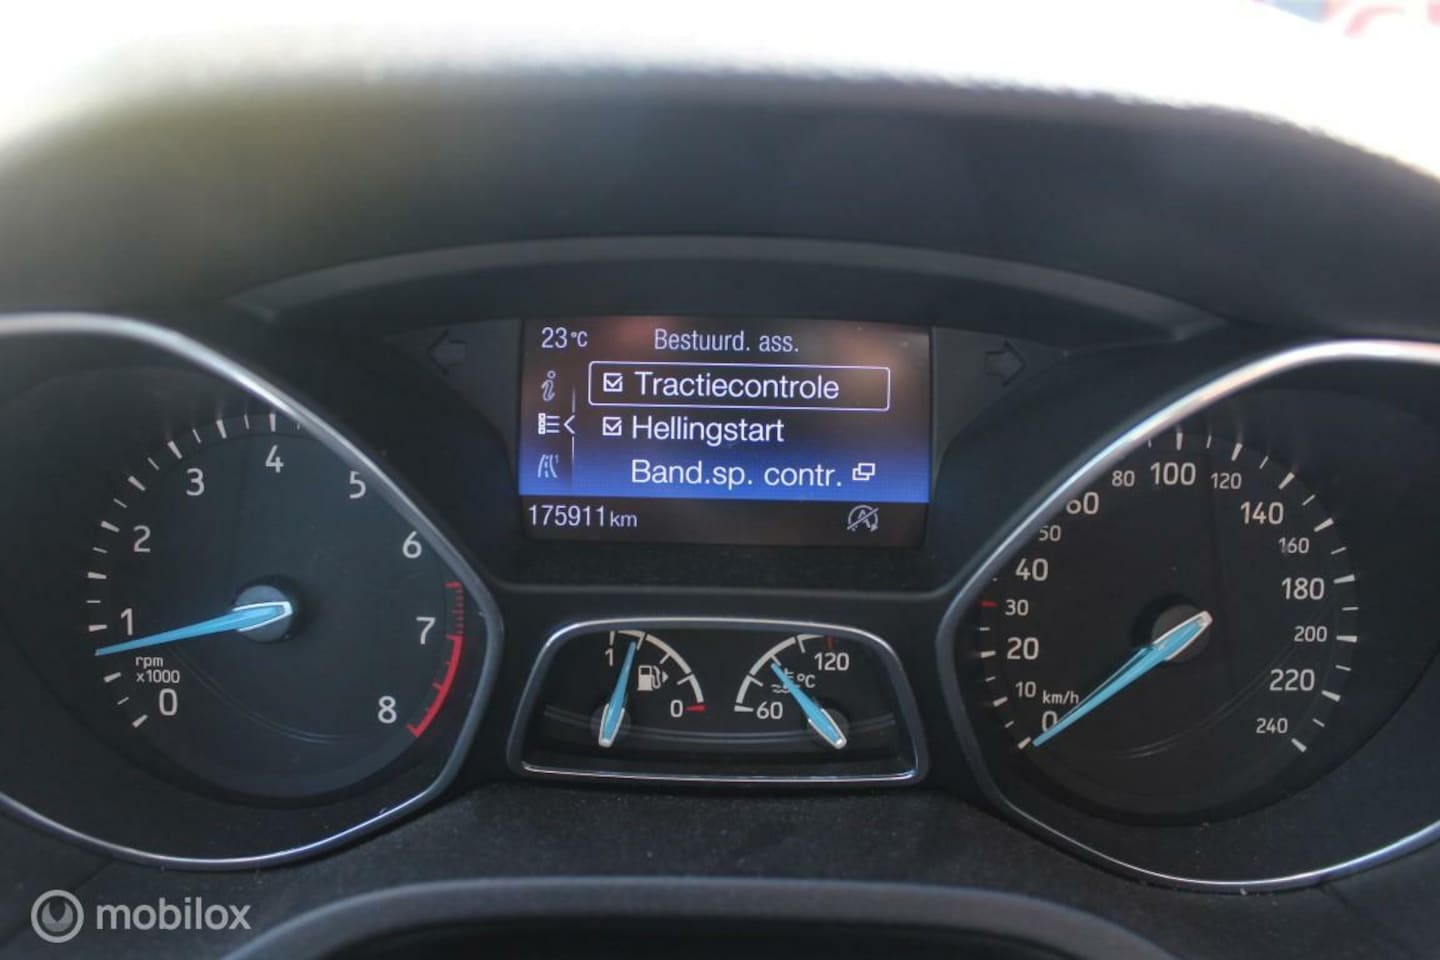 23°C Bestuurd. ass.
Tractiecontrole
Hellingstart
Band.sp. contr.
175911 km
0 1 2 3 4 5 6 7 8
rpm
x1000
1 0
60 120
°C
0 10 20 30 40 50 60 80 100 120 140 160 180 200 220 240
km/h
mobilox